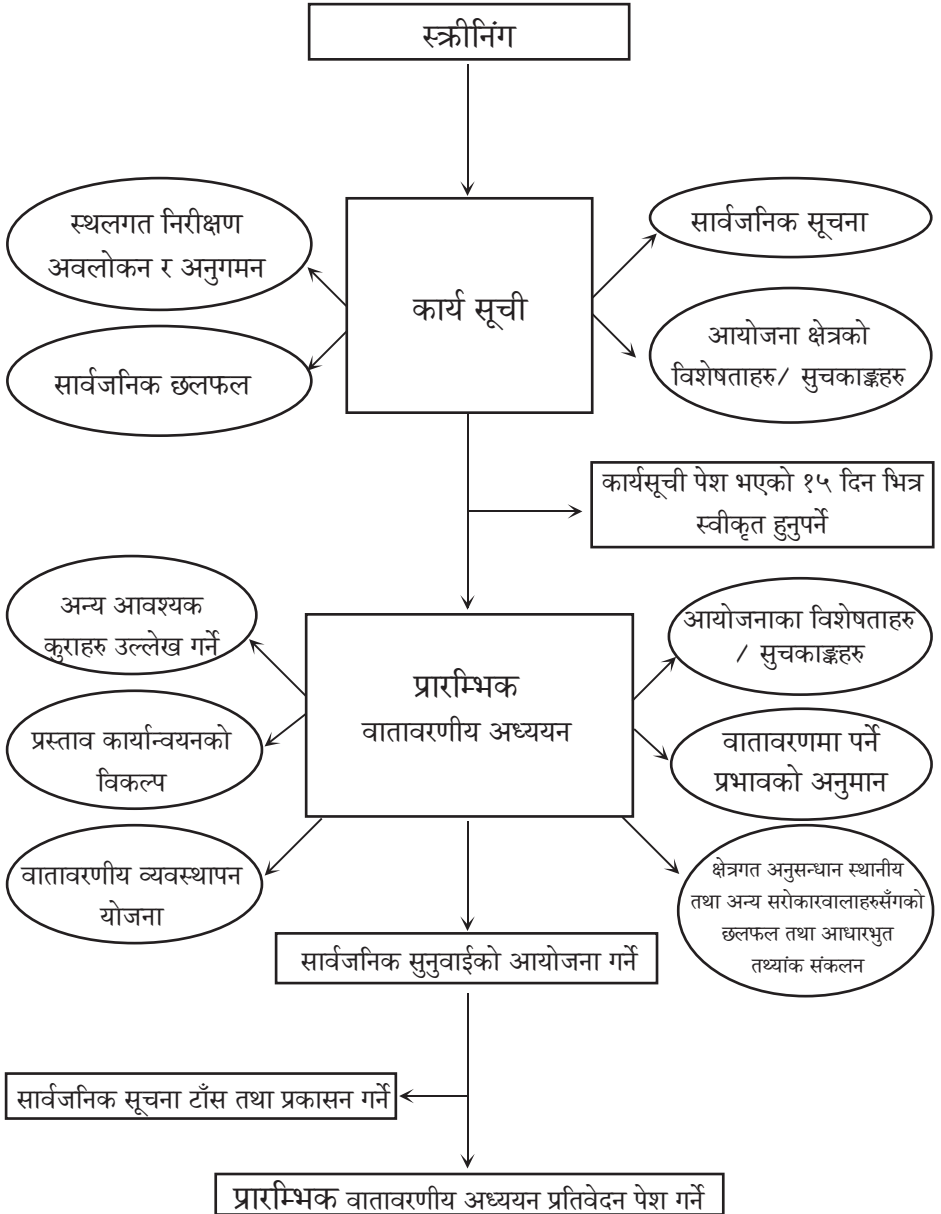 स्क्रीनिंग
स्थलगत निरीक्षण
अवलोकन र अनुगमन
सार्वजनिक छलफल
कार्य सूची
सार्वजनिक सूचना
आयोजना क्षेत्रको
विशेषताहरु/ सुचकाङ्कहरु
कार्यसूची पेश भएको १५ दिन भित्र
स्वीकृत हुनुपर्ने
अन्य आवश्यक
कुराहरु उल्लेख गर्ने
प्रस्ताव कार्यान्वयनको
विकल्प
वातावरणीय व्यवस्थापन
योजना
प्रारम्भिक
वातावरणीय अध्ययन
आयोजनाका विशेषताहरु
/ सुचकाङ्कहरु
वातावरणमा पर्ने
प्रभावको अनुमान
क्षेत्रगत अनुसन्धान स्थानीय
तथा अन्य सरोकारवालाहरुसँगको
छलफल तथा आधारभुत
तथ्यांक संकलन
सार्वजनिक सुनुवाईको आयोजना गर्ने
सार्वजनिक सूचना टाँस तथा प्रकासन गर्ने
प्रारम्भिक वातावरणीय अध्ययन प्रतिवेदन पेश गर्ने